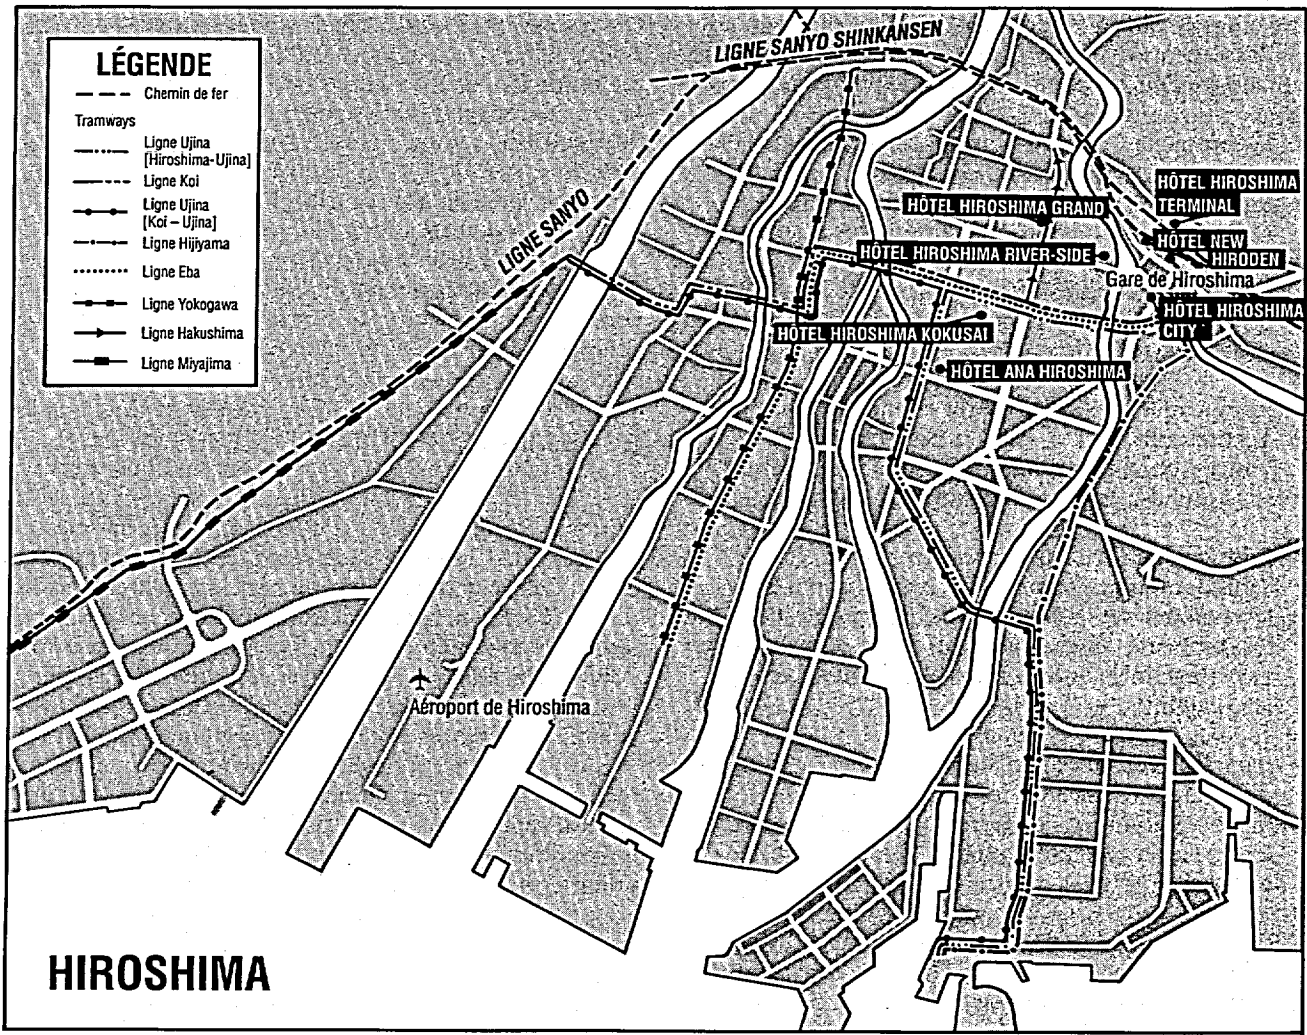 LÉGENDE
Chemin de fer
Tramways
Ligne Ujina
[Hiroshima-Ujina]
Ligne Koi
Ligne Ujina
[Koi – Ujina]
Ligne Hijiyama
Ligne Eba
Ligne Yokogawa
Ligne Hakushima
Ligne Miyajima
LIGNE SANYO SHINKANSEN
LIGNE SANYO
HÔTEL HIROSHIMA
TERMINAL
HÔTEL HIROSHIMA GRAND
HÔTEL NEW
HIRODEN
HÔTEL HIROSHIMA RIVER-SIDE
Gare de Hiroshima
HÔTEL HIROSHIMA
CITY
HÔTEL HIROSHIMA KOKUSAI
HÔTEL ANA HIROSHIMA
Aéroport de Hiroshima
HIROSHIMA